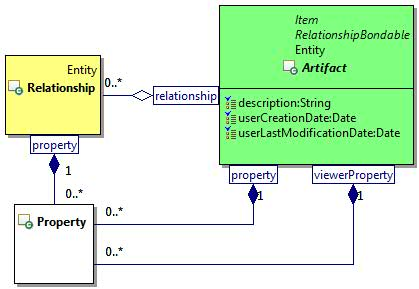 Item
RelationshipBondable
Entity
Artifact
description:String
userCreationDate:Date
userLastModificationDate:Date
Entity
Relationship
0..*
relationship
property
1
0..*
property
1
viewerProperty
1
Property
0..*
0..*